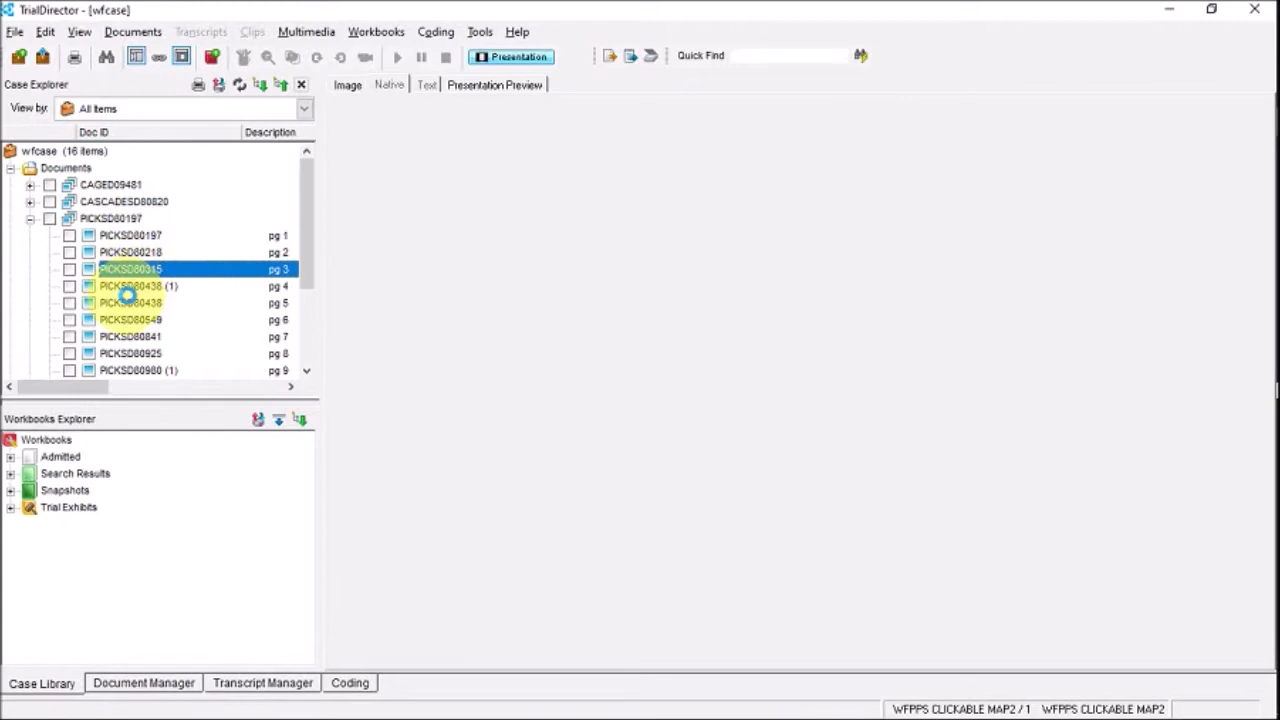 TrialDirector - [wfcase]
File Edit View Documents Transcripts Clips Multimedia Workbooks Coding Tools Help
Presentation Quick Find
Case Explorer
Image Native Text Presentation Preview
View by: All Items
Doc ID Description
wfcase (16 items)
Documents
CAGED09481
CASCADESD80820
PICKSD80197
PICKSD80197 pg 1
PICKSD80218 pg 2
PICKSD80315 pg 3
PICKSD80438 (1) pg 4
PICKSD80438 pg 5
PICKSD80549 pg 6
PICKSD80841 pg 7
PICKSD80925 pg 8
PICKSD80980 (1) pg 9
Workbooks Explorer
Workbooks
Admitted
Search Results
Snapshots
Trial Exhibits
Case Library Document Manager Transcript Manager Coding
WFPPS CLICKABLE MAP2 / 1 WFPPS CLICKABLE MAP2